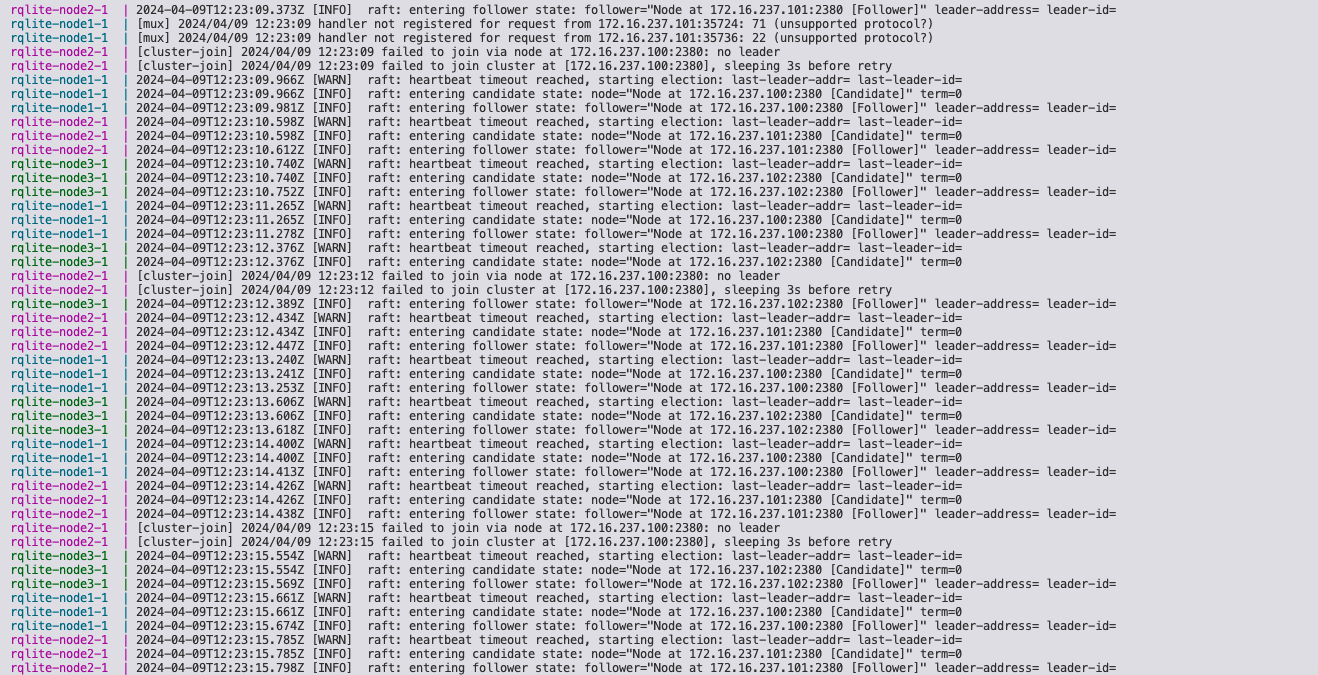 rqlite-node2-1 | 2024-04-09T12:23:09.373Z [INFO] raft: entering follower state: follower="Node at 172.16.237.101:2380 [Follower]" leader-address= leader-id=
rqlite-node1-1 | [mux] 2024/04/09 12:23:09 handler not registered for request from 172.16.237.101:35724: 71 (unsupported protocol?)
rqlite-node1-1 | [mux] 2024/04/09 12:23:09 handler not registered for request from 172.16.237.101:35736: 22 (unsupported protocol?)
rqlite-node2-1 | [cluster-join] 2024/04/09 12:23:09 failed to join via node at 172.16.237.100:2380: no leader
rqlite-node2-1 | [cluster-join] 2024/04/09 12:23:09 failed to join cluster at [172.16.237.100:2380], sleeping 3s before retry
rqlite-node1-1 | 2024-04-09T12:23:09.966Z [WARN] raft: heartbeat timeout reached, starting election: last-leader-addr= last-leader-id=
rqlite-node1-1 | 2024-04-09T12:23:09.966Z [INFO] raft: entering candidate state: node="Node at 172.16.237.100:2380 [Candidate]" term=0
rqlite-node1-1 | 2024-04-09T12:23:09.981Z [INFO] raft: entering follower state: follower="Node at 172.16.237.100:2380 [Follower]" leader-address= leader-id=
rqlite-node2-1 | 2024-04-09T12:23:10.598Z [WARN] raft: heartbeat timeout reached, starting election: last-leader-addr= last-leader-id=
rqlite-node2-1 | 2024-04-09T12:23:10.598Z [INFO] raft: entering candidate state: node="Node at 172.16.237.101:2380 [Candidate]" term=0
rqlite-node2-1 | 2024-04-09T12:23:10.612Z [INFO] raft: entering follower state: follower="Node at 172.16.237.101:2380 [Follower]" leader-address= leader-id=
rqlite-node3-1 | 2024-04-09T12:23:10.740Z [WARN] raft: heartbeat timeout reached, starting election: last-leader-addr= last-leader-id=
rqlite-node3-1 | 2024-04-09T12:23:10.740Z [INFO] raft: entering candidate state: node="Node at 172.16.237.102:2380 [Candidate]" term=0
rqlite-node3-1 | 2024-04-09T12:23:10.752Z [INFO] raft: entering follower state: follower="Node at 172.16.237.102:2380 [Follower]" leader-address= leader-id=
rqlite-node1-1 | 2024-04-09T12:23:11.265Z [WARN] raft: heartbeat timeout reached, starting election: last-leader-addr= last-leader-id=
rqlite-node1-1 | 2024-04-09T12:23:11.265Z [INFO] raft: entering candidate state: node="Node at 172.16.237.100:2380 [Candidate]" term=0
rqlite-node1-1 | 2024-04-09T12:23:11.278Z [INFO] raft: entering follower state: follower="Node at 172.16.237.100:2380 [Follower]" leader-address= leader-id=
rqlite-node3-1 | 2024-04-09T12:23:12.376Z [WARN] raft: heartbeat timeout reached, starting election: last-leader-addr= last-leader-id=
rqlite-node3-1 | 2024-04-09T12:23:12.376Z [INFO] raft: entering candidate state: node="Node at 172.16.237.102:2380 [Candidate]" term=0
rqlite-node2-1 | [cluster-join] 2024/04/09 12:23:12 failed to join via node at 172.16.237.100:2380: no leader
rqlite-node2-1 | [cluster-join] 2024/04/09 12:23:12 failed to join cluster at [172.16.237.100:2380], sleeping 3s before retry
rqlite-node3-1 | 2024-04-09T12:23:12.389Z [INFO] raft: entering follower state: follower="Node at 172.16.237.102:2380 [Follower]" leader-address= leader-id=
rqlite-node2-1 | 2024-04-09T12:23:12.434Z [WARN] raft: heartbeat timeout reached, starting election: last-leader-addr= last-leader-id=
rqlite-node2-1 | 2024-04-09T12:23:12.434Z [INFO] raft: entering candidate state: node="Node at 172.16.237.101:2380 [Candidate]" term=0
rqlite-node2-1 | 2024-04-09T12:23:12.447Z [INFO] raft: entering follower state: follower="Node at 172.16.237.101:2380 [Follower]" leader-address= leader-id=
rqlite-node1-1 | 2024-04-09T12:23:13.240Z [WARN] raft: heartbeat timeout reached, starting election: last-leader-addr= last-leader-id=
rqlite-node1-1 | 2024-04-09T12:23:13.241Z [INFO] raft: entering candidate state: node="Node at 172.16.237.100:2380 [Candidate]" term=0
rqlite-node1-1 | 2024-04-09T12:23:13.253Z [INFO] raft: entering follower state: follower="Node at 172.16.237.100:2380 [Follower]" leader-address= leader-id=
rqlite-node3-1 | 2024-04-09T12:23:13.606Z [WARN] raft: heartbeat timeout reached, starting election: last-leader-addr= last-leader-id=
rqlite-node3-1 | 2024-04-09T12:23:13.606Z [INFO] raft: entering candidate state: node="Node at 172.16.237.102:2380 [Candidate]" term=0
rqlite-node3-1 | 2024-04-09T12:23:13.618Z [INFO] raft: entering follower state: follower="Node at 172.16.237.102:2380 [Follower]" leader-address= leader-id=
rqlite-node1-1 | 2024-04-09T12:23:14.400Z [WARN] raft: heartbeat timeout reached, starting election: last-leader-addr= last-leader-id=
rqlite-node1-1 | 2024-04-09T12:23:14.400Z [INFO] raft: entering candidate state: node="Node at 172.16.237.100:2380 [Candidate]" term=0
rqlite-node1-1 | 2024-04-09T12:23:14.413Z [INFO] raft: entering follower state: follower="Node at 172.16.237.100:2380 [Follower]" leader-address= leader-id=
rqlite-node2-1 | 2024-04-09T12:23:14.426Z [WARN] raft: heartbeat timeout reached, starting election: last-leader-addr= last-leader-id=
rqlite-node2-1 | 2024-04-09T12:23:14.426Z [INFO] raft: entering candidate state: node="Node at 172.16.237.101:2380 [Candidate]" term=0
rqlite-node2-1 | 2024-04-09T12:23:14.438Z [INFO] raft: entering follower state: follower="Node at 172.16.237.101:2380 [Follower]" leader-address= leader-id=
rqlite-node2-1 | [cluster-join] 2024/04/09 12:23:15 failed to join via node at 172.16.237.100:2380: no leader
rqlite-node2-1 | [cluster-join] 2024/04/09 12:23:15 failed to join cluster at [172.16.237.100:2380], sleeping 3s before retry
rqlite-node3-1 | 2024-04-09T12:23:15.554Z [WARN] raft: heartbeat timeout reached, starting election: last-leader-addr= last-leader-id=
rqlite-node3-1 | 2024-04-09T12:23:15.554Z [INFO] raft: entering candidate state: node="Node at 172.16.237.102:2380 [Candidate]" term=0
rqlite-node3-1 | 2024-04-09T12:23:15.569Z [INFO] raft: entering follower state: follower="Node at 172.16.237.102:2380 [Follower]" leader-address= leader-id=
rqlite-node1-1 | 2024-04-09T12:23:15.661Z [WARN] raft: heartbeat timeout reached, starting election: last-leader-addr= last-leader-id=
rqlite-node1-1 | 2024-04-09T12:23:15.661Z [INFO] raft: entering candidate state: node="Node at 172.16.237.100:2380 [Candidate]" term=0
rqlite-node1-1 | 2024-04-09T12:23:15.674Z [INFO] raft: entering follower state: follower="Node at 172.16.237.100:2380 [Follower]" leader-address= leader-id=
rqlite-node2-1 | 2024-04-09T12:23:15.785Z [WARN] raft: heartbeat timeout reached, starting election: last-leader-addr= last-leader-id=
rqlite-node2-1 | 2024-04-09T12:23:15.785Z [INFO] raft: entering candidate state: node="Node at 172.16.237.101:2380 [Candidate]" term=0
rqlite-node2-1 | 2024-04-09T12:23:15.798Z [INFO] raft: entering follower state: follower="Node at 172.16.237.101:2380 [Follower]" leader-address= leader-id=